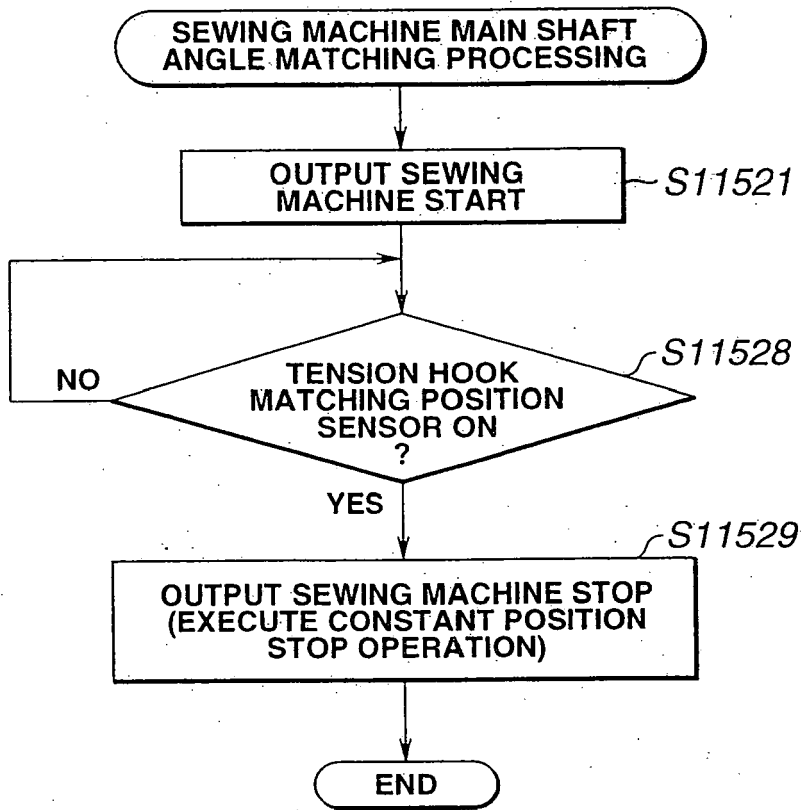 SEWING MACHINE MAIN SHAFT
ANGLE MATCHING PROCESSING
OUTPUT SEWING
MACHINE START
S11521
S11528
NO
TENSION HOOK
MATCHING POSITION
SENSOR ON
?
YES
S11529
OUTPUT SEWING MACHINE STOP
(EXECUTE CONSTANT POSITION
STOP OPERATION)
END